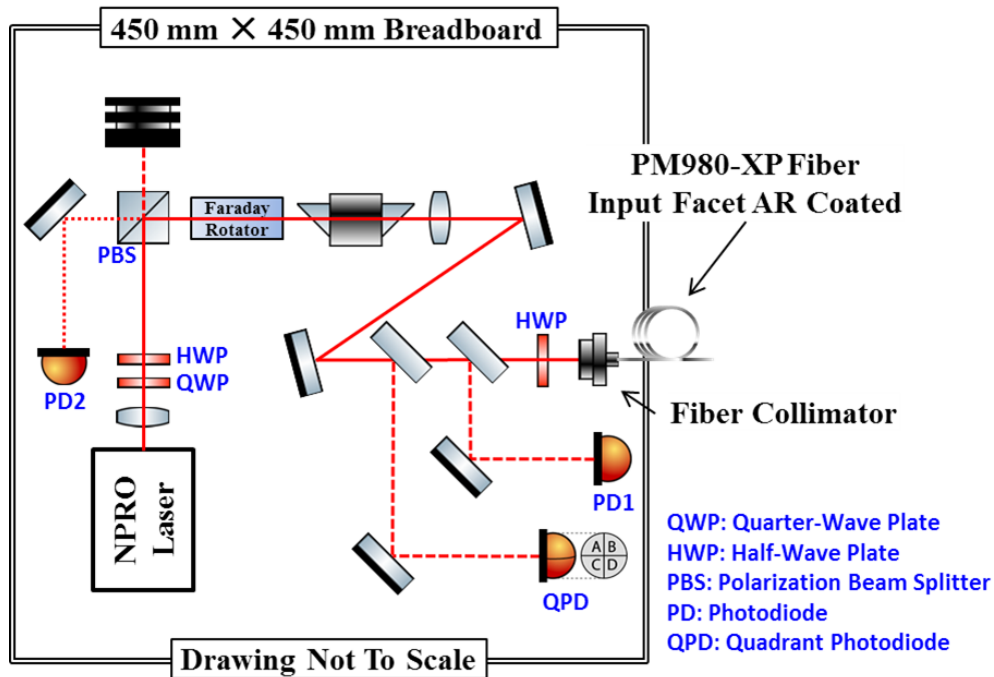 450 mm × 450 mm Breadboard
PM980-XP Fiber
Input Facet AR Coated
Faraday
Rotator
PBS
HWP
HWP
QWP
PD2
Fiber Collimator
NPRO
Laser
PD1
A B
C D
QPD
QWP: Quarter-Wave Plate
HWP: Half-Wave Plate
PBS: Polarization Beam Splitter
PD: Photodiode
QPD: Quadrant Photodiode
Drawing Not To Scale